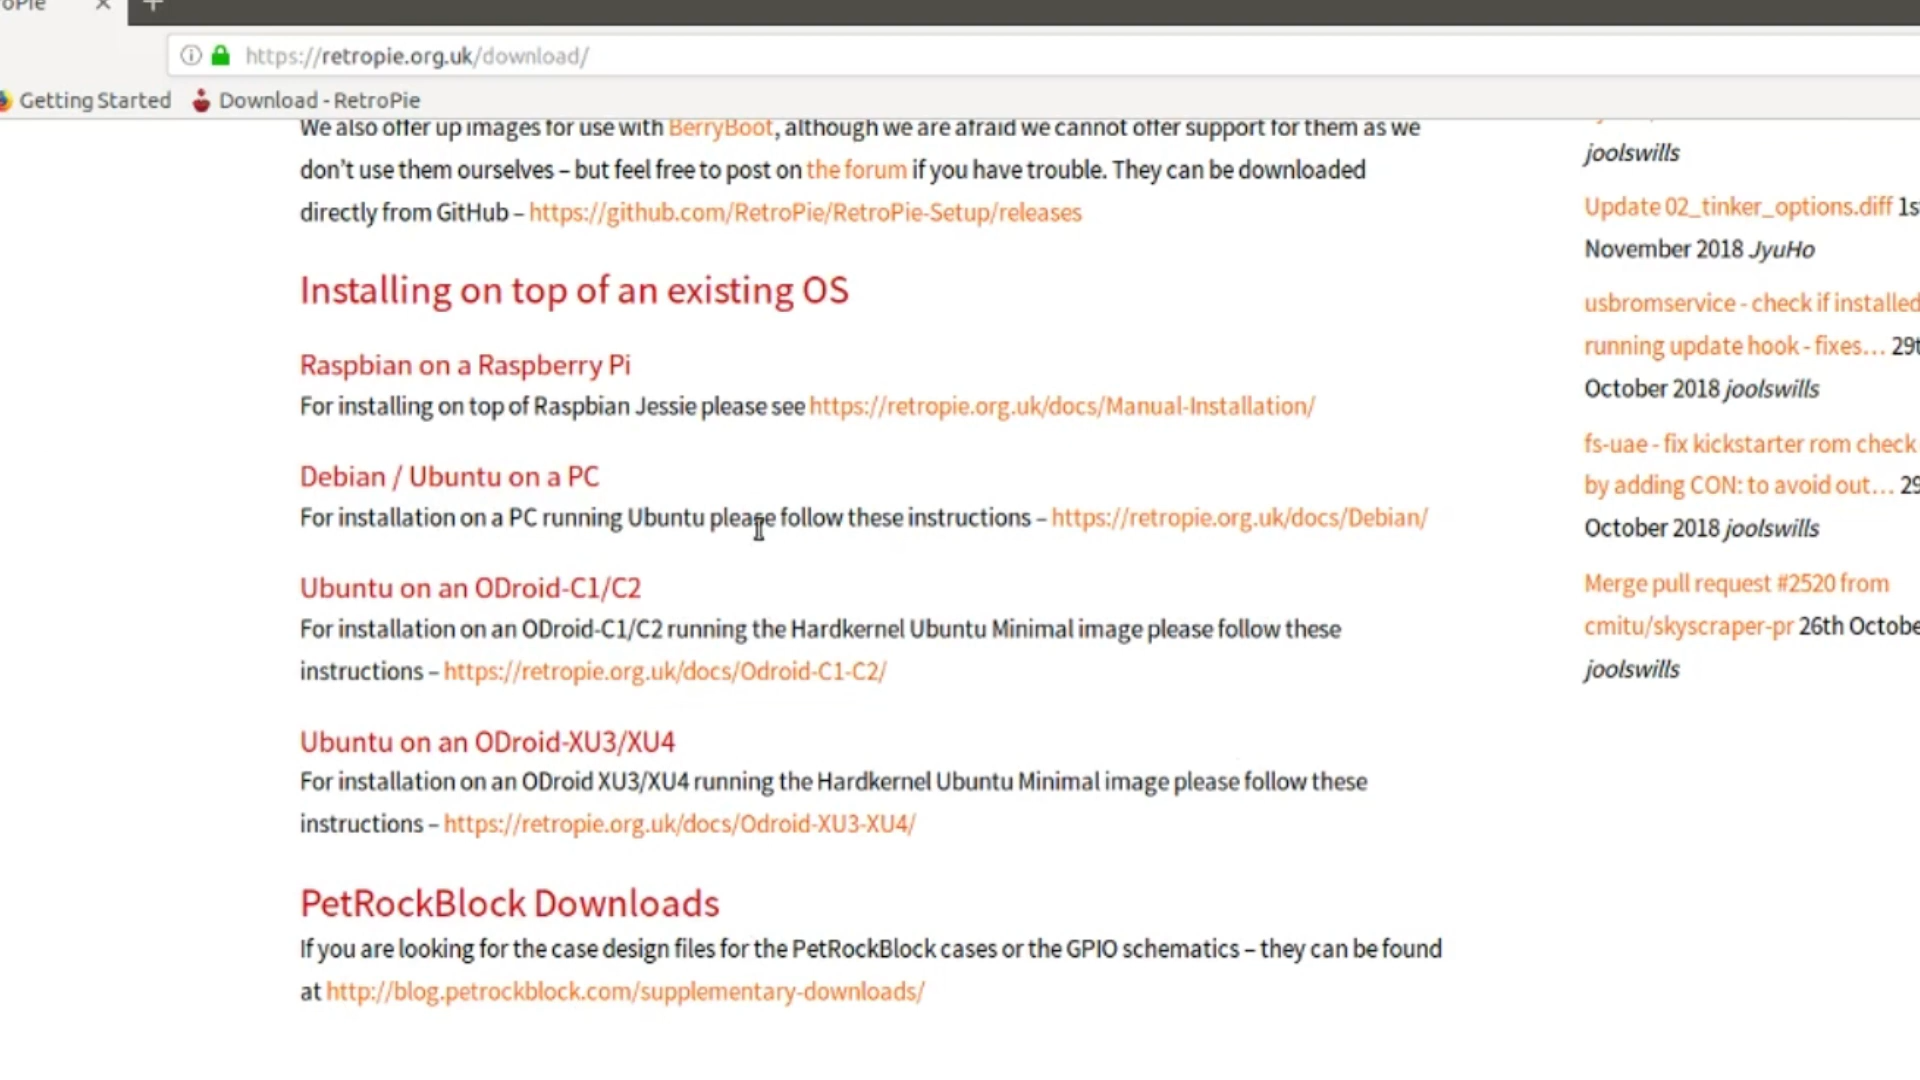 https://retropie.org.uk/download/
Getting Started
Download - RetroPie
We also offer up images for use with BerryBoot, although we are afraid we cannot offer support for them as we
don't use them ourselves – but feel free to post on the forum if you have trouble. They can be downloaded
directly from GitHub – https://github.com/RetroPie/RetroPie-Setup/releases
Installing on top of an existing OS
Raspbian on a Raspberry Pi
For installing on top of Raspbian Jessie please see https://retropie.org.uk/docs/Manual-Installation/
Debian / Ubuntu on a PC
For installation on a PC running Ubuntu please follow these instructions – https://retropie.org.uk/docs/Debian/
Ubuntu on an ODroid-C1/C2
For installation on an ODroid-C1/C2 running the Hardkernel Ubuntu Minimal image please follow these
instructions – https://retropie.org.uk/docs/Odroid-C1-C2/
Ubuntu on an ODroid-XU3/XU4
For installation on an ODroid XU3/XU4 running the Hardkernel Ubuntu Minimal image please follow these
instructions – https://retropie.org.uk/docs/Odroid-XU3-XU4/
PetRockBlock Downloads
If you are looking for the case design files for the PetRockBlock cases or the GPIO schematics – they can be found
at http://blog.petrockblock.com/supplementary-downloads/
joolswills
Update 02_tinker_options.diff 1s
November 2018 JyuHo
usbromservice - check if installed
running update hook - fixes… 29t
October 2018 joolswills
fs-uae - fix kickstarter rom check
by adding CON: to avoid out… 29
October 2018 joolswills
Merge pull request #2520 from
cmitu/skyscraper-pr 26th Octobe
joolswills